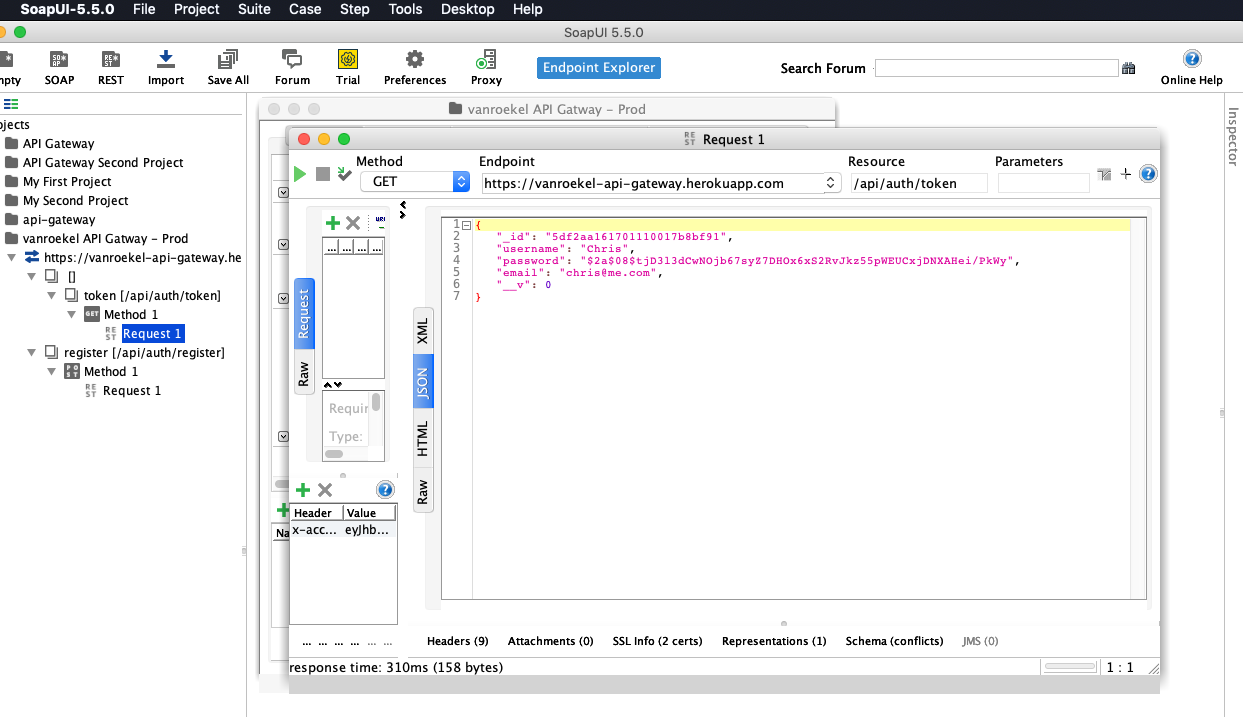 SoapUI-5.5.0 File Project Suite Case Step Tools Desktop Help
SoapUI 5.5.0
SOAP REST Import Save All Forum Trial Preferences Proxy Endpoint Explorer Search Forum Online Help
Inspector
API Gateway
API Gateway Second Project
My First Project
My Second Project
api-gateway
vanroekel API Gatway - Prod
https://vanroekel-api-gateway.he
[]
token [/api/auth/token]
GET Method 1
REST Request 1
register [/api/auth/register]
POST Method 1
REST Request 1
vanroekel API Gatway - Prod
REST Request 1
Method Endpoint Resource Parameters
GET https://vanroekel-api-gateway.herokuapp.com /api/auth/token
Request
Raw
... ... ... ...
Requir
Type:
Header Value
x-acc... eyJhb...
XML
JSON
HTML
Raw
1 {
2 "_id": "5df2aa161701110017b8bf91",
3 "username": "Chris",
4 "password": "$2a$08$tjD3l3dCwNOjb67syZ7DHOx6xS2RvJkz55pWEUCxjDNXAHei/PkWy",
5 "email": "chris@me.com",
6 "__v": 0
7 }
... ... ... ... ... ...
Headers (9) Attachments (0) SSL Info (2 certs) Representations (1) Schema (conflicts) JMS (0)
response time: 310ms (158 bytes) 1 : 1